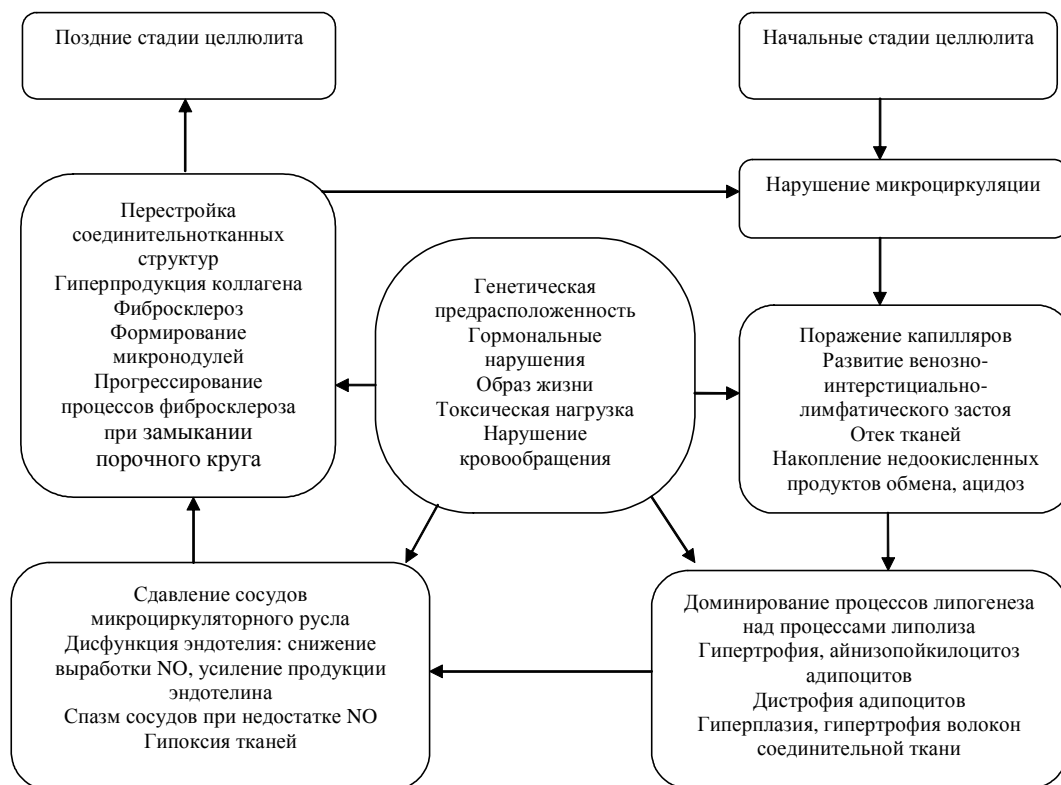 Поздние стадии целлюлита
Начальные стадии целлюлита
Нарушение микроциркуляции
Перестройка
соединительнотканных
структур
Гиперпродукция коллагена
Фибросклероз
Формирование
микронодулей
Прогрессирование
процессов фибросклероза
при замыкании
порочного круга
Генетическая
предрасположенность
Гормональные
нарушения
Образ жизни
Токсическая нагрузка
Нарушение
кровообращения
Поражение капилляров
Развитие венозно-
интерстициально-
лимфатического застоя
Отек тканей
Накопление недоокисленных
продуктов обмена, ацидоз
Сдавление сосудов
микроциркуляторного русла
Дисфункция эндотелия: снижение
выработки NO, усиление продукции
эндотелина
Спазм сосудов при недостатке NO
Гипоксия тканей
Доминирование процессов липогенеза
над процессами липолиза
Гипертрофия, айнизопойкилоцитоз
адипоцитов
Дистрофия адипоцитов
Гиперплазия, гипертрофия волокон
соединительной ткани